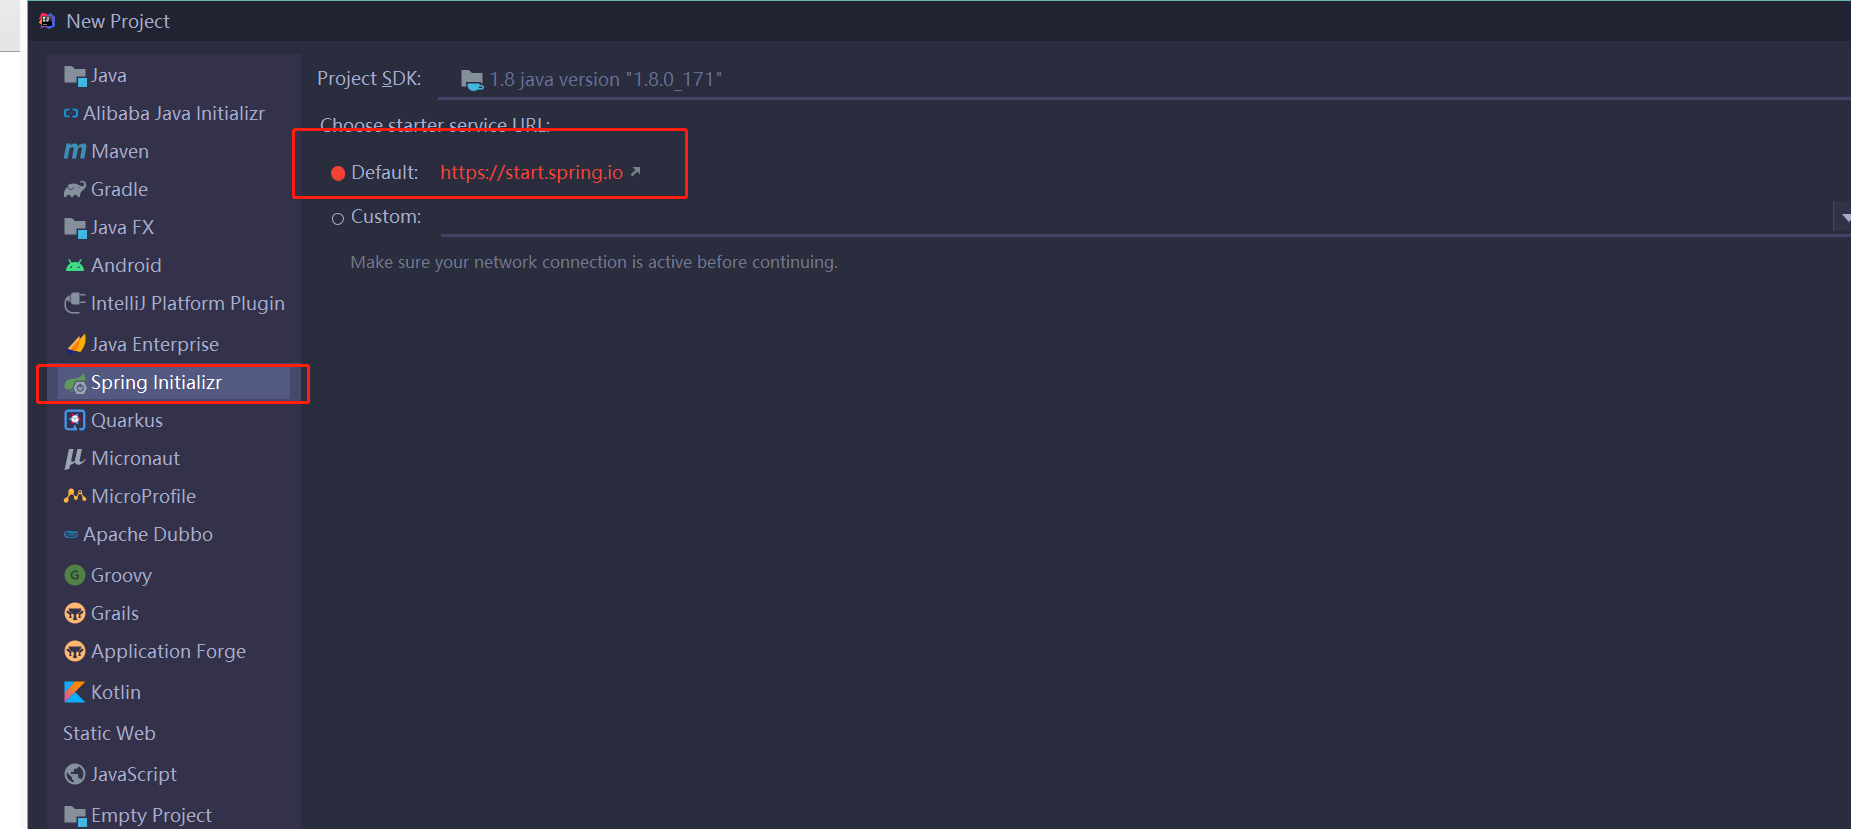 New Project
Java
Alibaba Java Initializr
Maven
Gradle
Java FX
Android
IntelliJ Platform Plugin
Java Enterprise
Spring Initializr
Quarkus
Micronaut
MicroProfile
Apache Dubbo
Groovy
Grails
Application Forge
Kotlin
Static Web
JavaScript
Empty Project
Project SDK: 1.8 java version "1.8.0_171"
Choose starter service URL:
Default: https://start.spring.io
Custom:
Make sure your network connection is active before continuing.